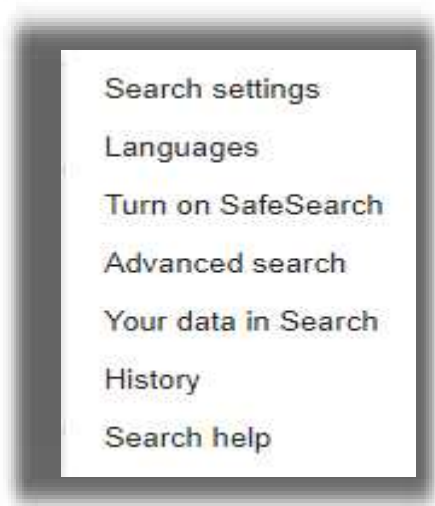 Search settings
Languages
Turn on SafeSearch
Advanced search
Your data in Search
History
Search help